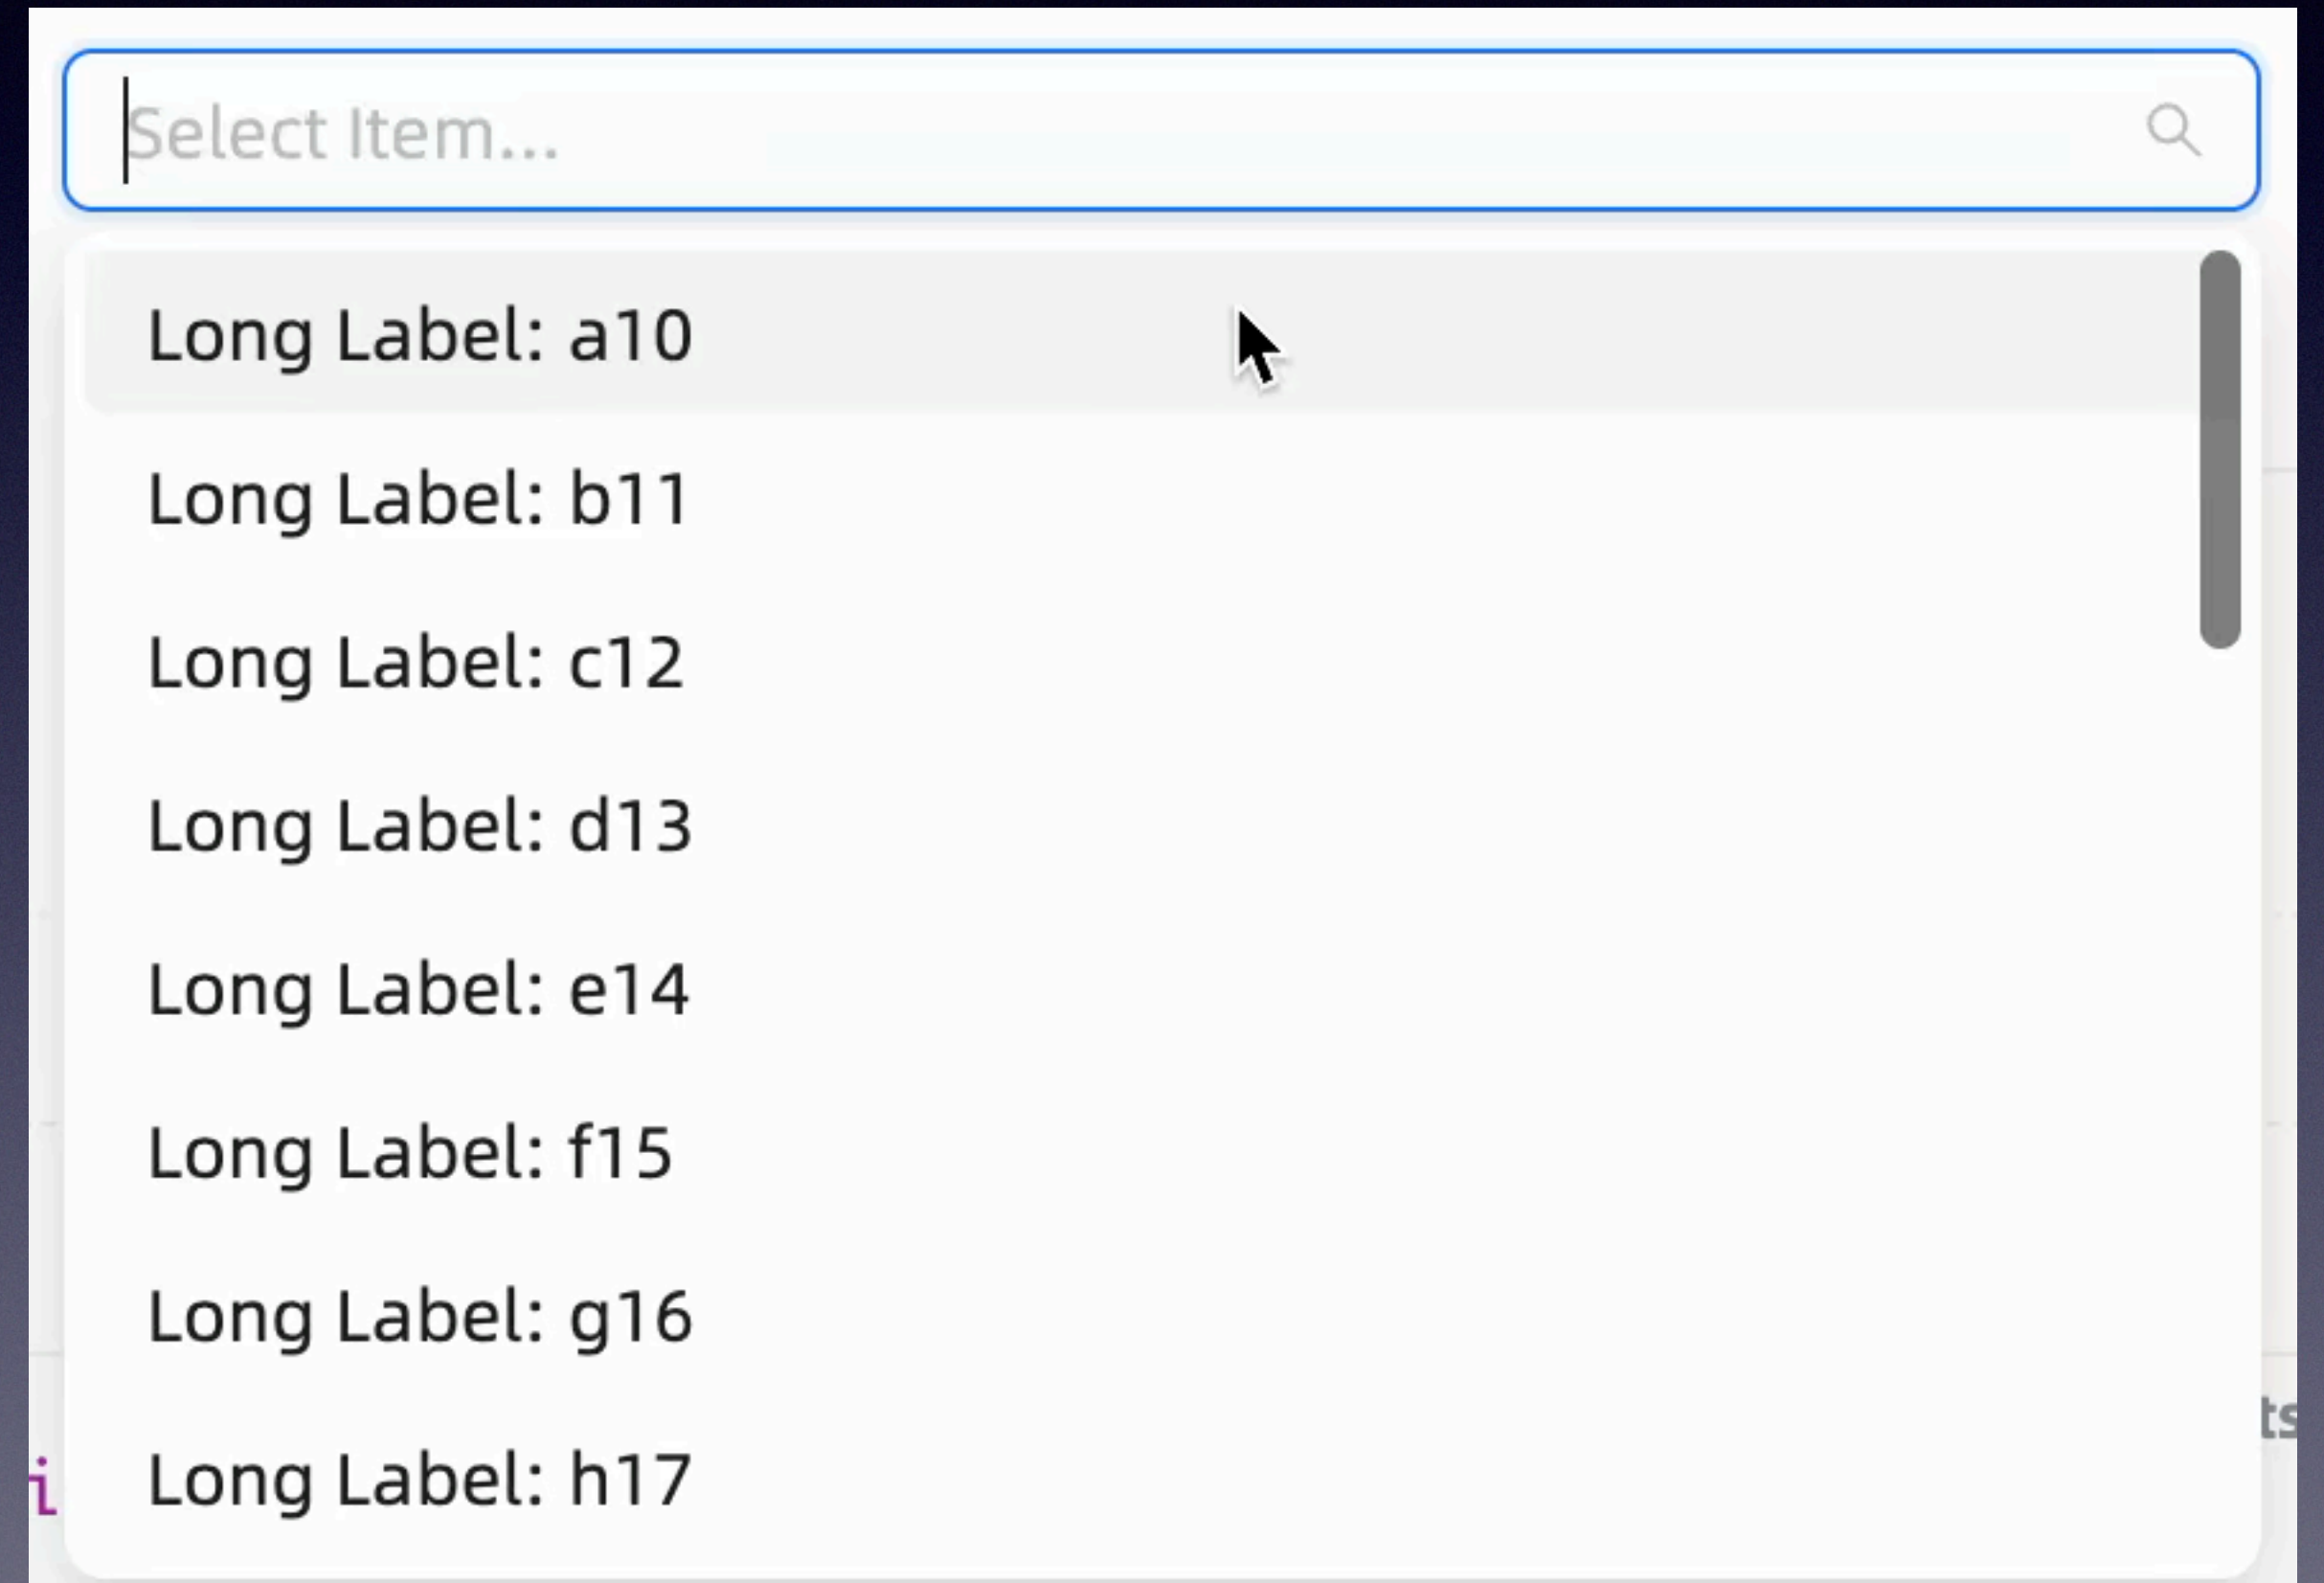 Select Item...
Long Label: a10
Long Label: b11
Long Label: c12
Long Label: d13
Long Label: e14
Long Label: f15
Long Label: g16
ts
Long Label: h17
i